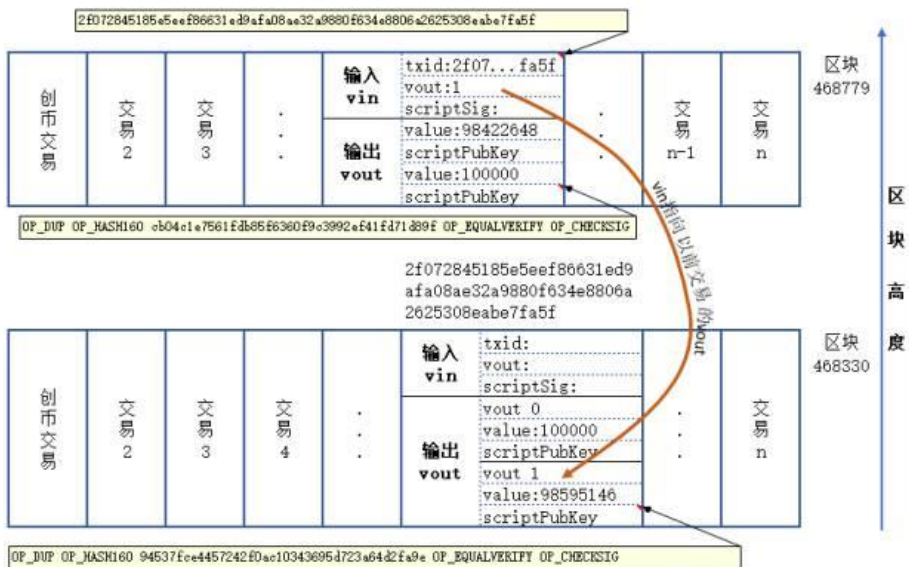 2f072845185e5eef86631ed9afa08ae32a9880f634e8806a2625308eabe7fa5f
创币交易
交易2
交易3
.
.
.
输入
vin
txid:2f07...fa5f
vout:1
scriptSig:
输出
vout
value:98422648
scriptPubKey
value:100000
scriptPubKey
.
.
.
交易n-1
交易n
区块
468779
OP_DUP OP_HASH160 cb04c1e7561fdb85f6360f9c3992ef41fd71d89f OP_EQUALVERIFY OP_CHECKSIG
vin指向以前交易的vout
区块高度
2f072845185e5eef86631ed9
afa08ae32a9880f634e8806a
2625308eabe7fa5f
创币交易
交易2
交易3
交易4
.
.
.
输入
vin
txid:
vout:
scriptSig:
输出
vout
vout 0
value:100000
scriptPubKey
vout 1
value:98595146
scriptPubKey
.
.
.
交易n
区块
468330
OP_DUP OP_HASH160 94537fce4457242f0ac10343695d723a64d2fa9e OP_EQUALVERIFY OP_CHECKSIG